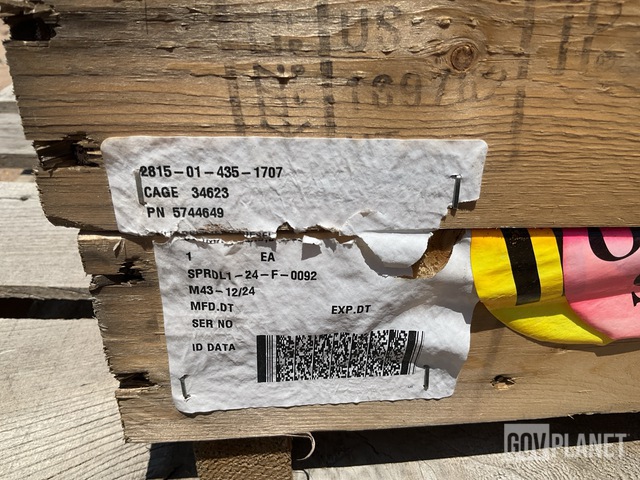 US
2815-01-435-1707
CAGE 34623
PN 5744649
1 EA
SPRDL1-24-F-0092
M43-12/24
MFD.DT EXP.DT
SER NO
ID DATA
GOVPLANET